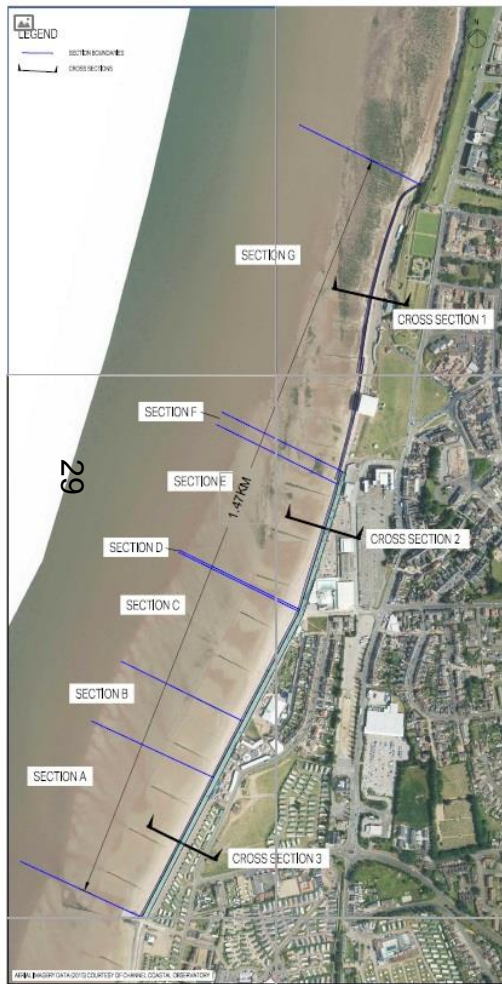 LEGEND
SECTION BOUNDARIES
CROSS SECTIONS
N
SECTION G
CROSS SECTION 1
SECTION F
SECTION E
29
1.47KM
CROSS SECTION 2
SECTION D
SECTION C
SECTION B
SECTION A
CROSS SECTION 3
AERIAL IMAGERY DATA (2015) COURTESY OF CHANNEL COASTAL OBSERVATORY